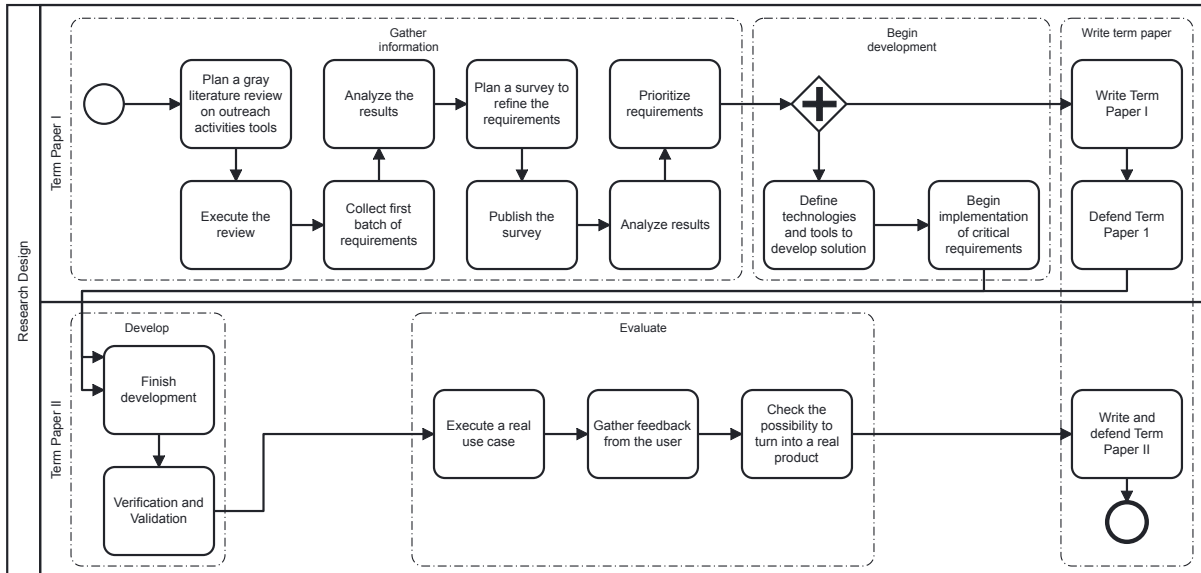 Research Design
Term Paper I
Gather
information
Plan a gray
literature review
on outreach
activities tools
Execute the
review
Collect first
batch of
requirements
Analyze the
results
Plan a survey to
refine the
requirements
Publish the
survey
Analyze results
Prioritize
requirements
Begin
development
Define
technologies
and tools to
develop solution
Begin
implementation
of critical
requirements
Write term paper
Write Term
Paper I
Defend Term
Paper 1
Term Paper II
Develop
Finish
development
Verification and
Validation
Evaluate
Execute a real
use case
Gather feedback
from the user
Check the
possibility to
turn into a real
product
Write and
defend Term
Paper II